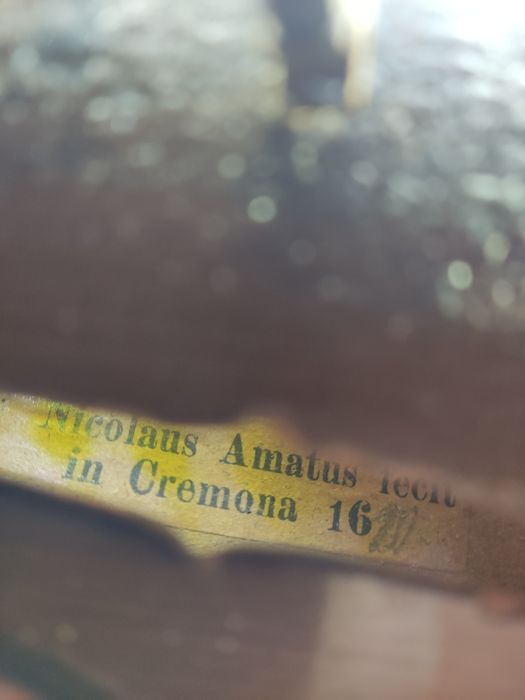 Nicolaus Amatus fecit
in Cremona 16